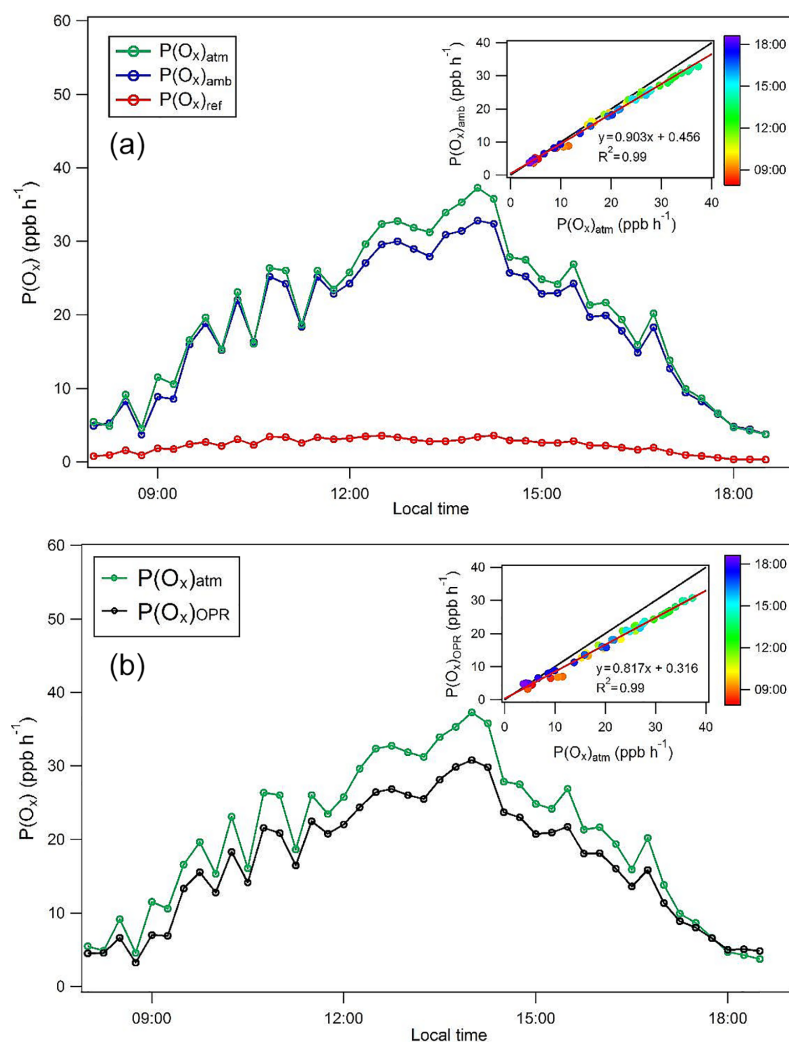 60
50
40
30
20
10
0
P(Oₓ) (ppb h⁻¹)
P(Oₓ)atm
P(Oₓ)amb
P(Oₓ)ref
(a)
40
30
20
10
0
P(Oₓ)amb (ppb h⁻¹)
y=0.903x + 0.456
R²=0.99
0 10 20 30 40
P(Oₓ)atm (ppb h⁻¹)
18:00
12:00
09:00
09:00 12:00 15:00 18:00
Local time
60
50
40
30
20
10
0
P(Oₓ) (ppb h⁻¹)
P(Oₓ)atm
P(Oₓ)OPR
(b)
40
30
20
10
0
P(Oₓ)OPR (ppb h⁻¹)
y=0.817x + 0.316
R²=0.99
0 10 20 30 40
P(Oₓ)atm (ppb h⁻¹)
18:00
12:00
09:00
09:00 12:00 15:00 18:00
Local time